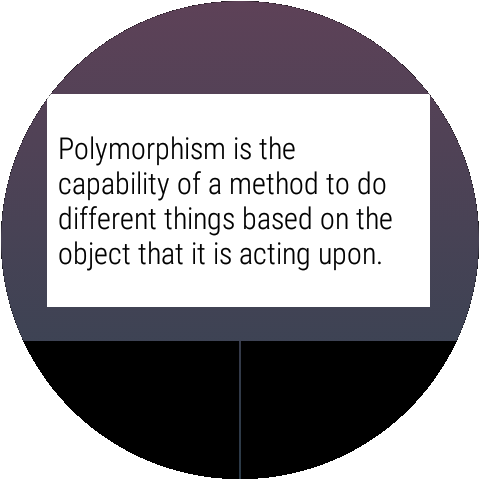 Polymorphism is the
capability of a method to do
different things based on the
object that it is acting upon.